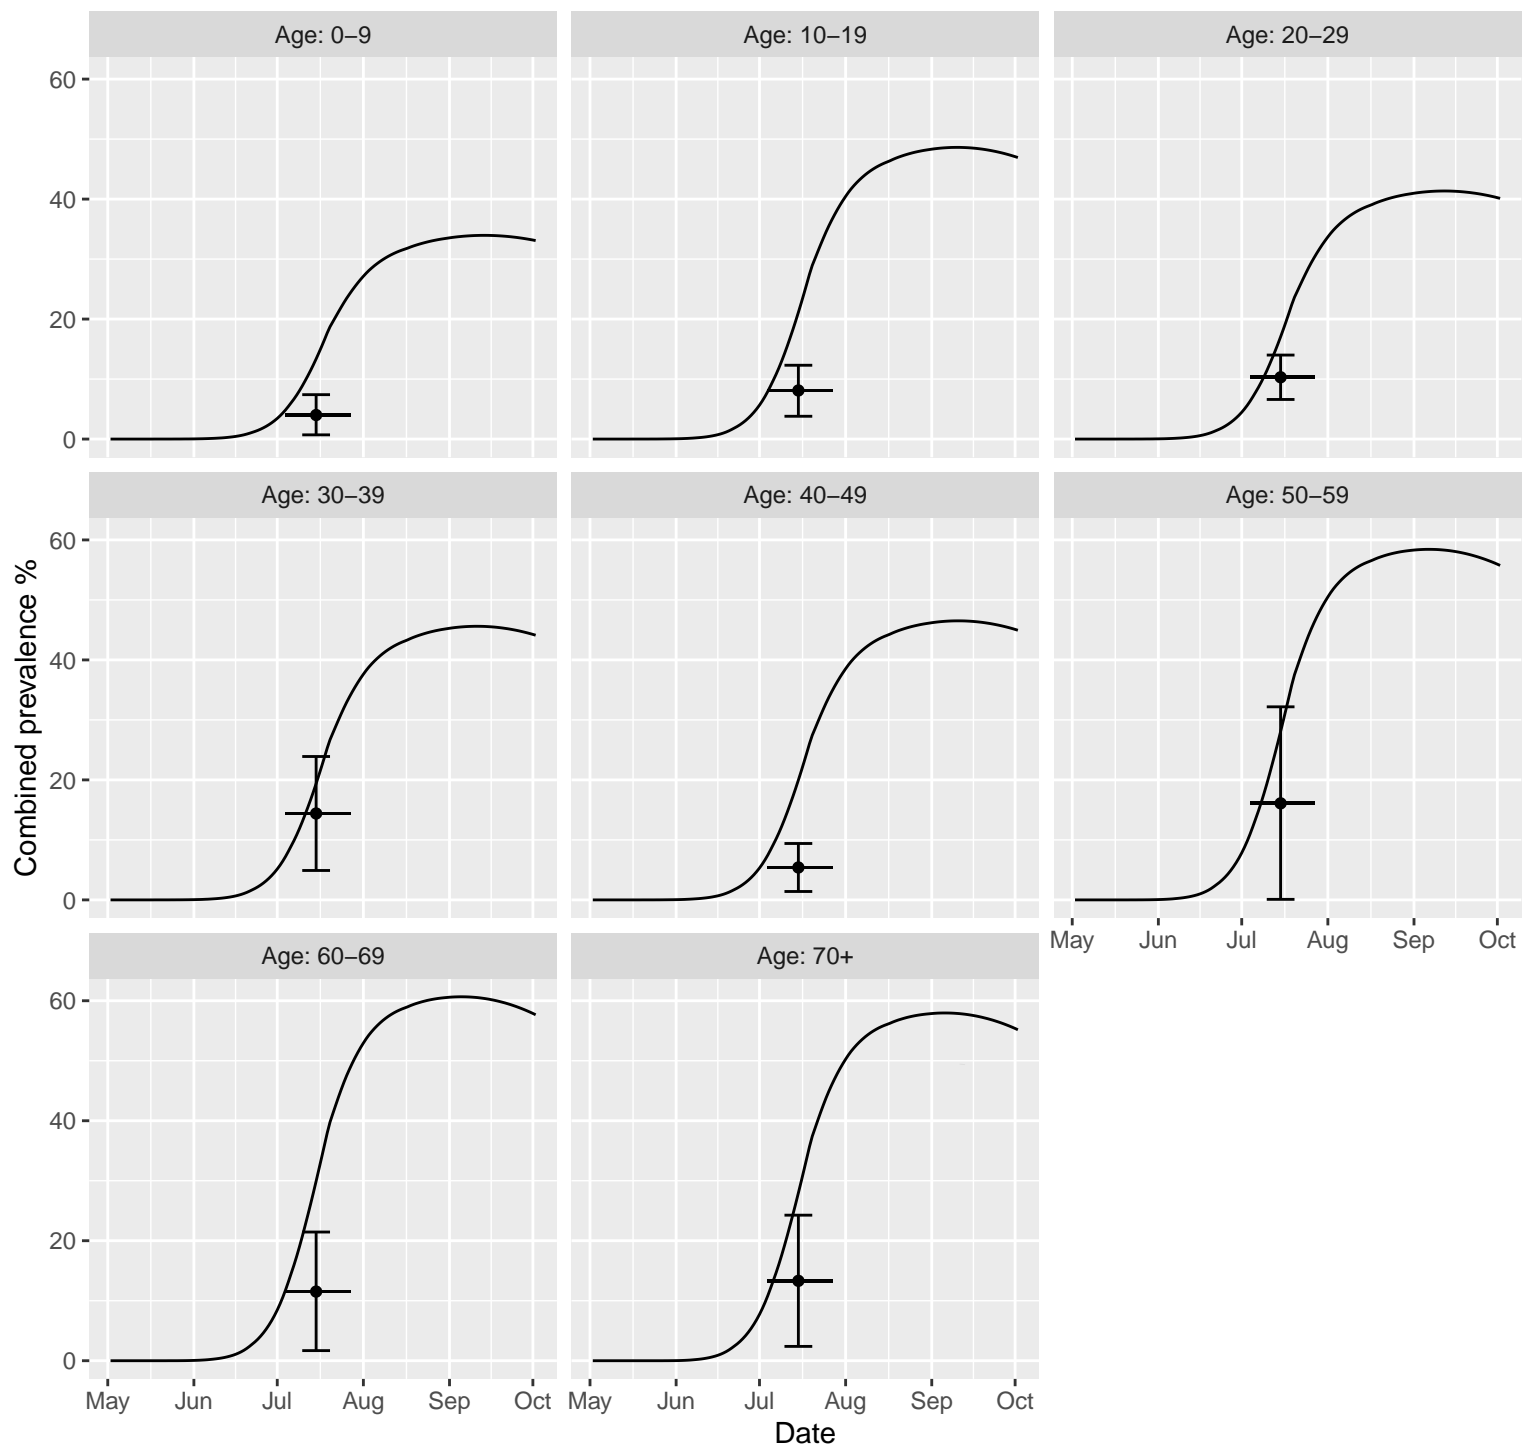 Age: 0–9
Age: 10–19
Age: 20–29
60
40
20
0
Age: 30–39
Age: 40–49
Age: 50–59
60
40
20
0
May Jun Jul Aug Sep Oct
Age: 60–69
Age: 70+
60
40
20
0
May Jun Jul Aug Sep Oct
May Jun Jul Aug Sep Oct
Combined prevalence %
Date